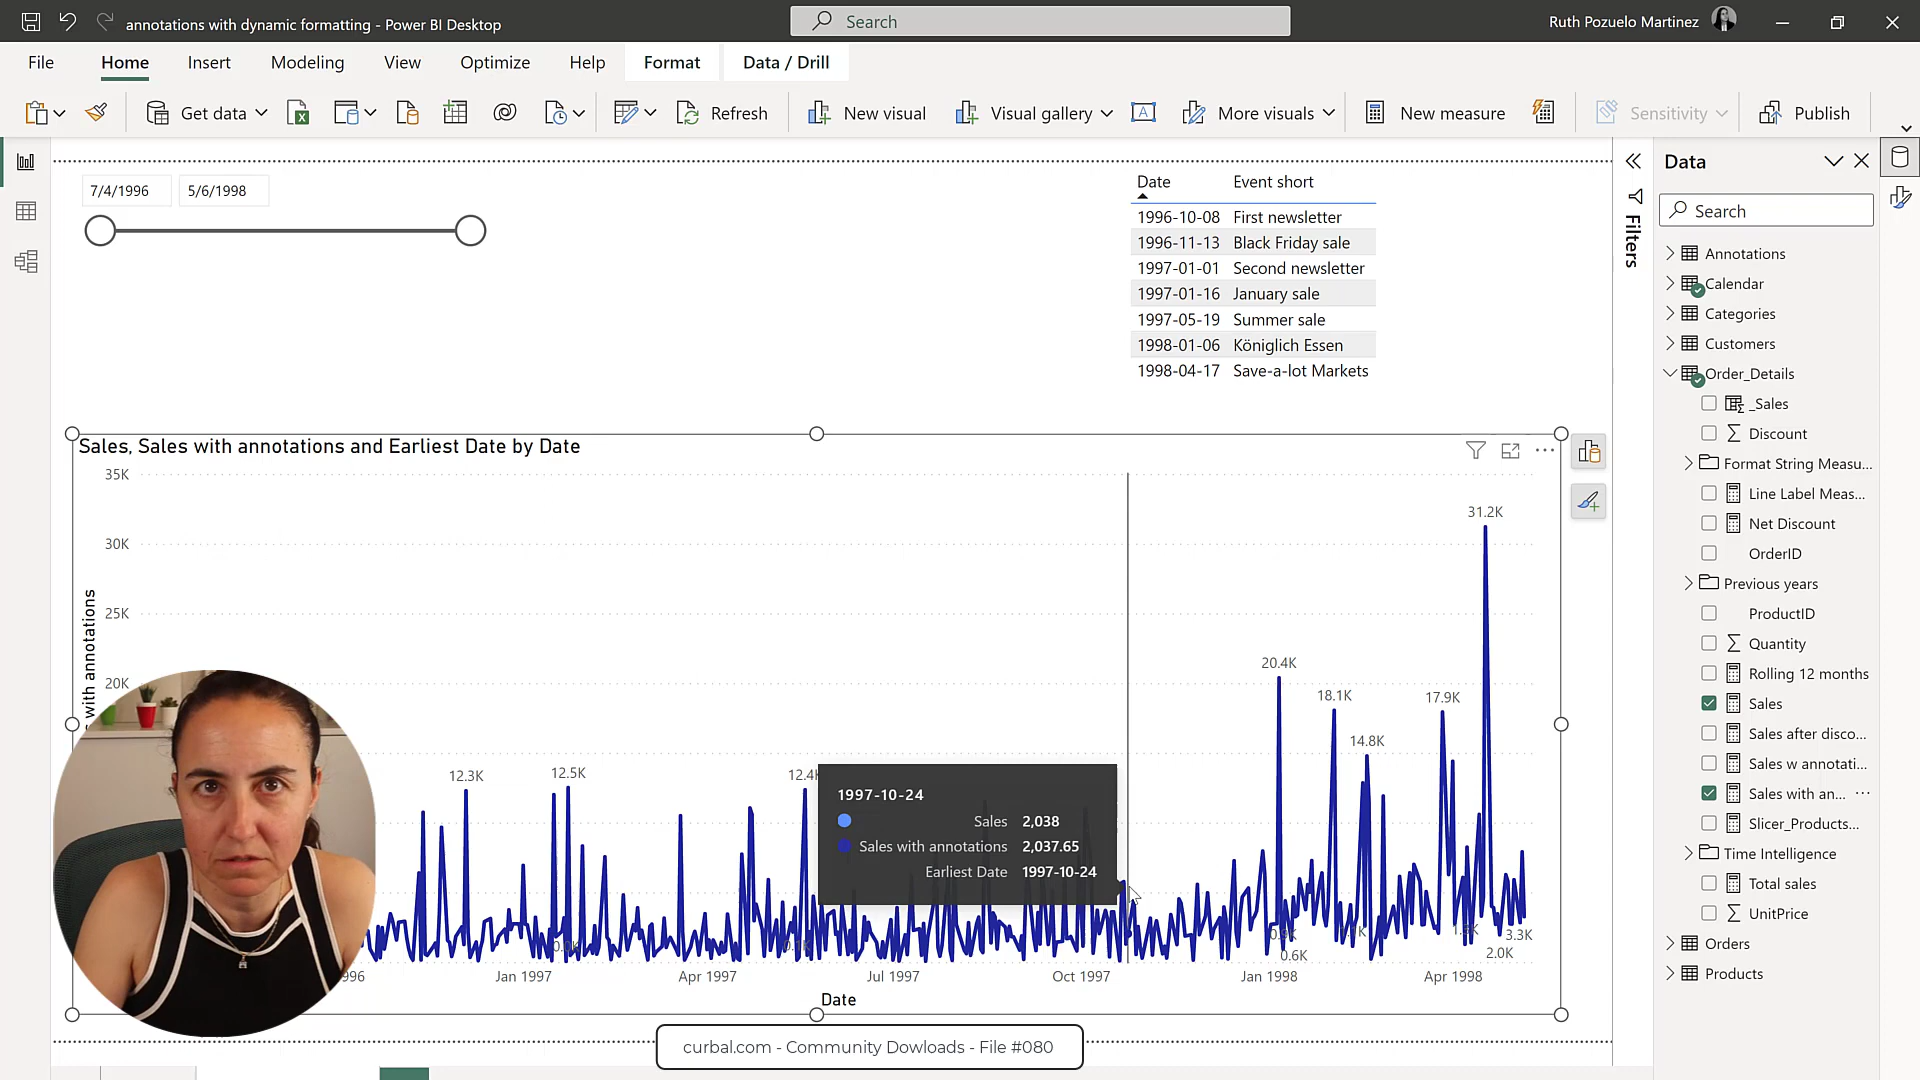 annotations with dynamic formatting - Power BI Desktop
Search
Ruth Pozuelo Martinez
File
Home
Insert
Modeling
View
Optimize
Help
Format
Data / Drill
Get data
Refresh
New visual
Visual gallery
More visuals
New measure
Sensitivity
Publish
7/4/1996
5/6/1998
Date Event short
1996-10-08 First newsletter
1996-11-13 Black Friday sale
1997-01-01 Second newsletter
1997-01-16 January sale
1997-05-19 Summer sale
1998-01-06 Königlich Essen
1998-04-17 Save-a-lot Markets
Sales, Sales with annotations and Earliest Date by Date
35K
30K
25K
20K
with annotations
31.2K
20.4K
18.1K
17.9K
14.8K
12.3K
12.5K
12.4K
1997-10-24
Sales 2,038
Sales with annotations 2,037.65
Earliest Date 1997-10-24
0.6K
3.3K
2.0K
996
Jan 1997
Apr 1997
Jul 1997
Oct 1997
Jan 1998
Apr 1998
Date
curbal.com - Community Dowloads - File #080
Filters
Data
Search
Annotations
Calendar
Categories
Customers
Order_Details
_Sales
Discount
Format String Measu...
Line Label Meas...
Net Discount
OrderID
Previous years
ProductID
Quantity
Rolling 12 months
Sales
Sales after disco...
Sales w annotati...
Sales with an...
Slicer_Products...
Time Intelligence
Total sales
UnitPrice
Orders
Products